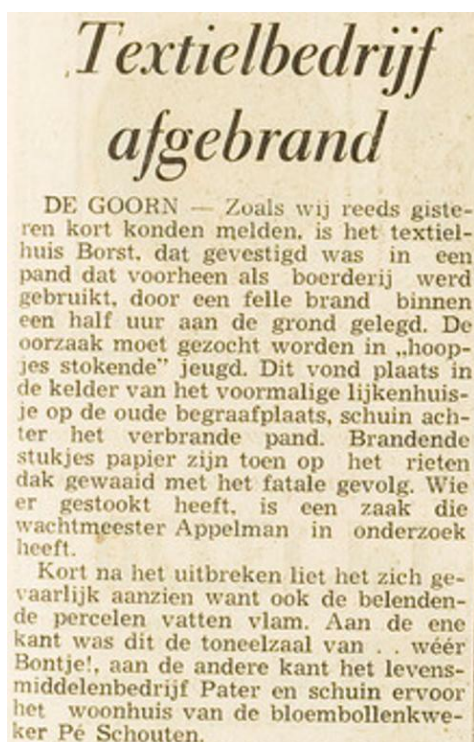 Textielbedrijf
afgebrand
DE GOORN — Zoals wij reeds giste-
ren kort konden melden, is het textiel-
huis Borst, dat gevestigd was in een
pand dat voorheen als boerderij werd
gebruikt, door een felle brand binnen
een half uur aan de grond gelegd. De
oorzaak moet gezocht worden in „hoop-
jes stokende” jeugd. Dit vond plaats in
de kelder van het voormalige lijkenhuis-
je op de oude begraafplaats, schuin ach-
ter het verbrande pand. Brandende
stukjes papier zijn toen op het rieten
dak gewaaid met het fatale gevolg. Wie
er gestookt heeft, is een zaak die
wachtmeester Appelman in onderzoek
heeft.
Kort na het uitbreken liet het zich ge-
vaarlijk aanzien want ook de belenden-
de percelen vatten vlam. Aan de ene
kant was dit de toneelzaal van . . wéér
Bontje!, aan de andere kant het levens-
middelenbedrijf Pater en schuin ervoor
het woonhuis van de bloembollenkwe-
ker Pé Schouten.